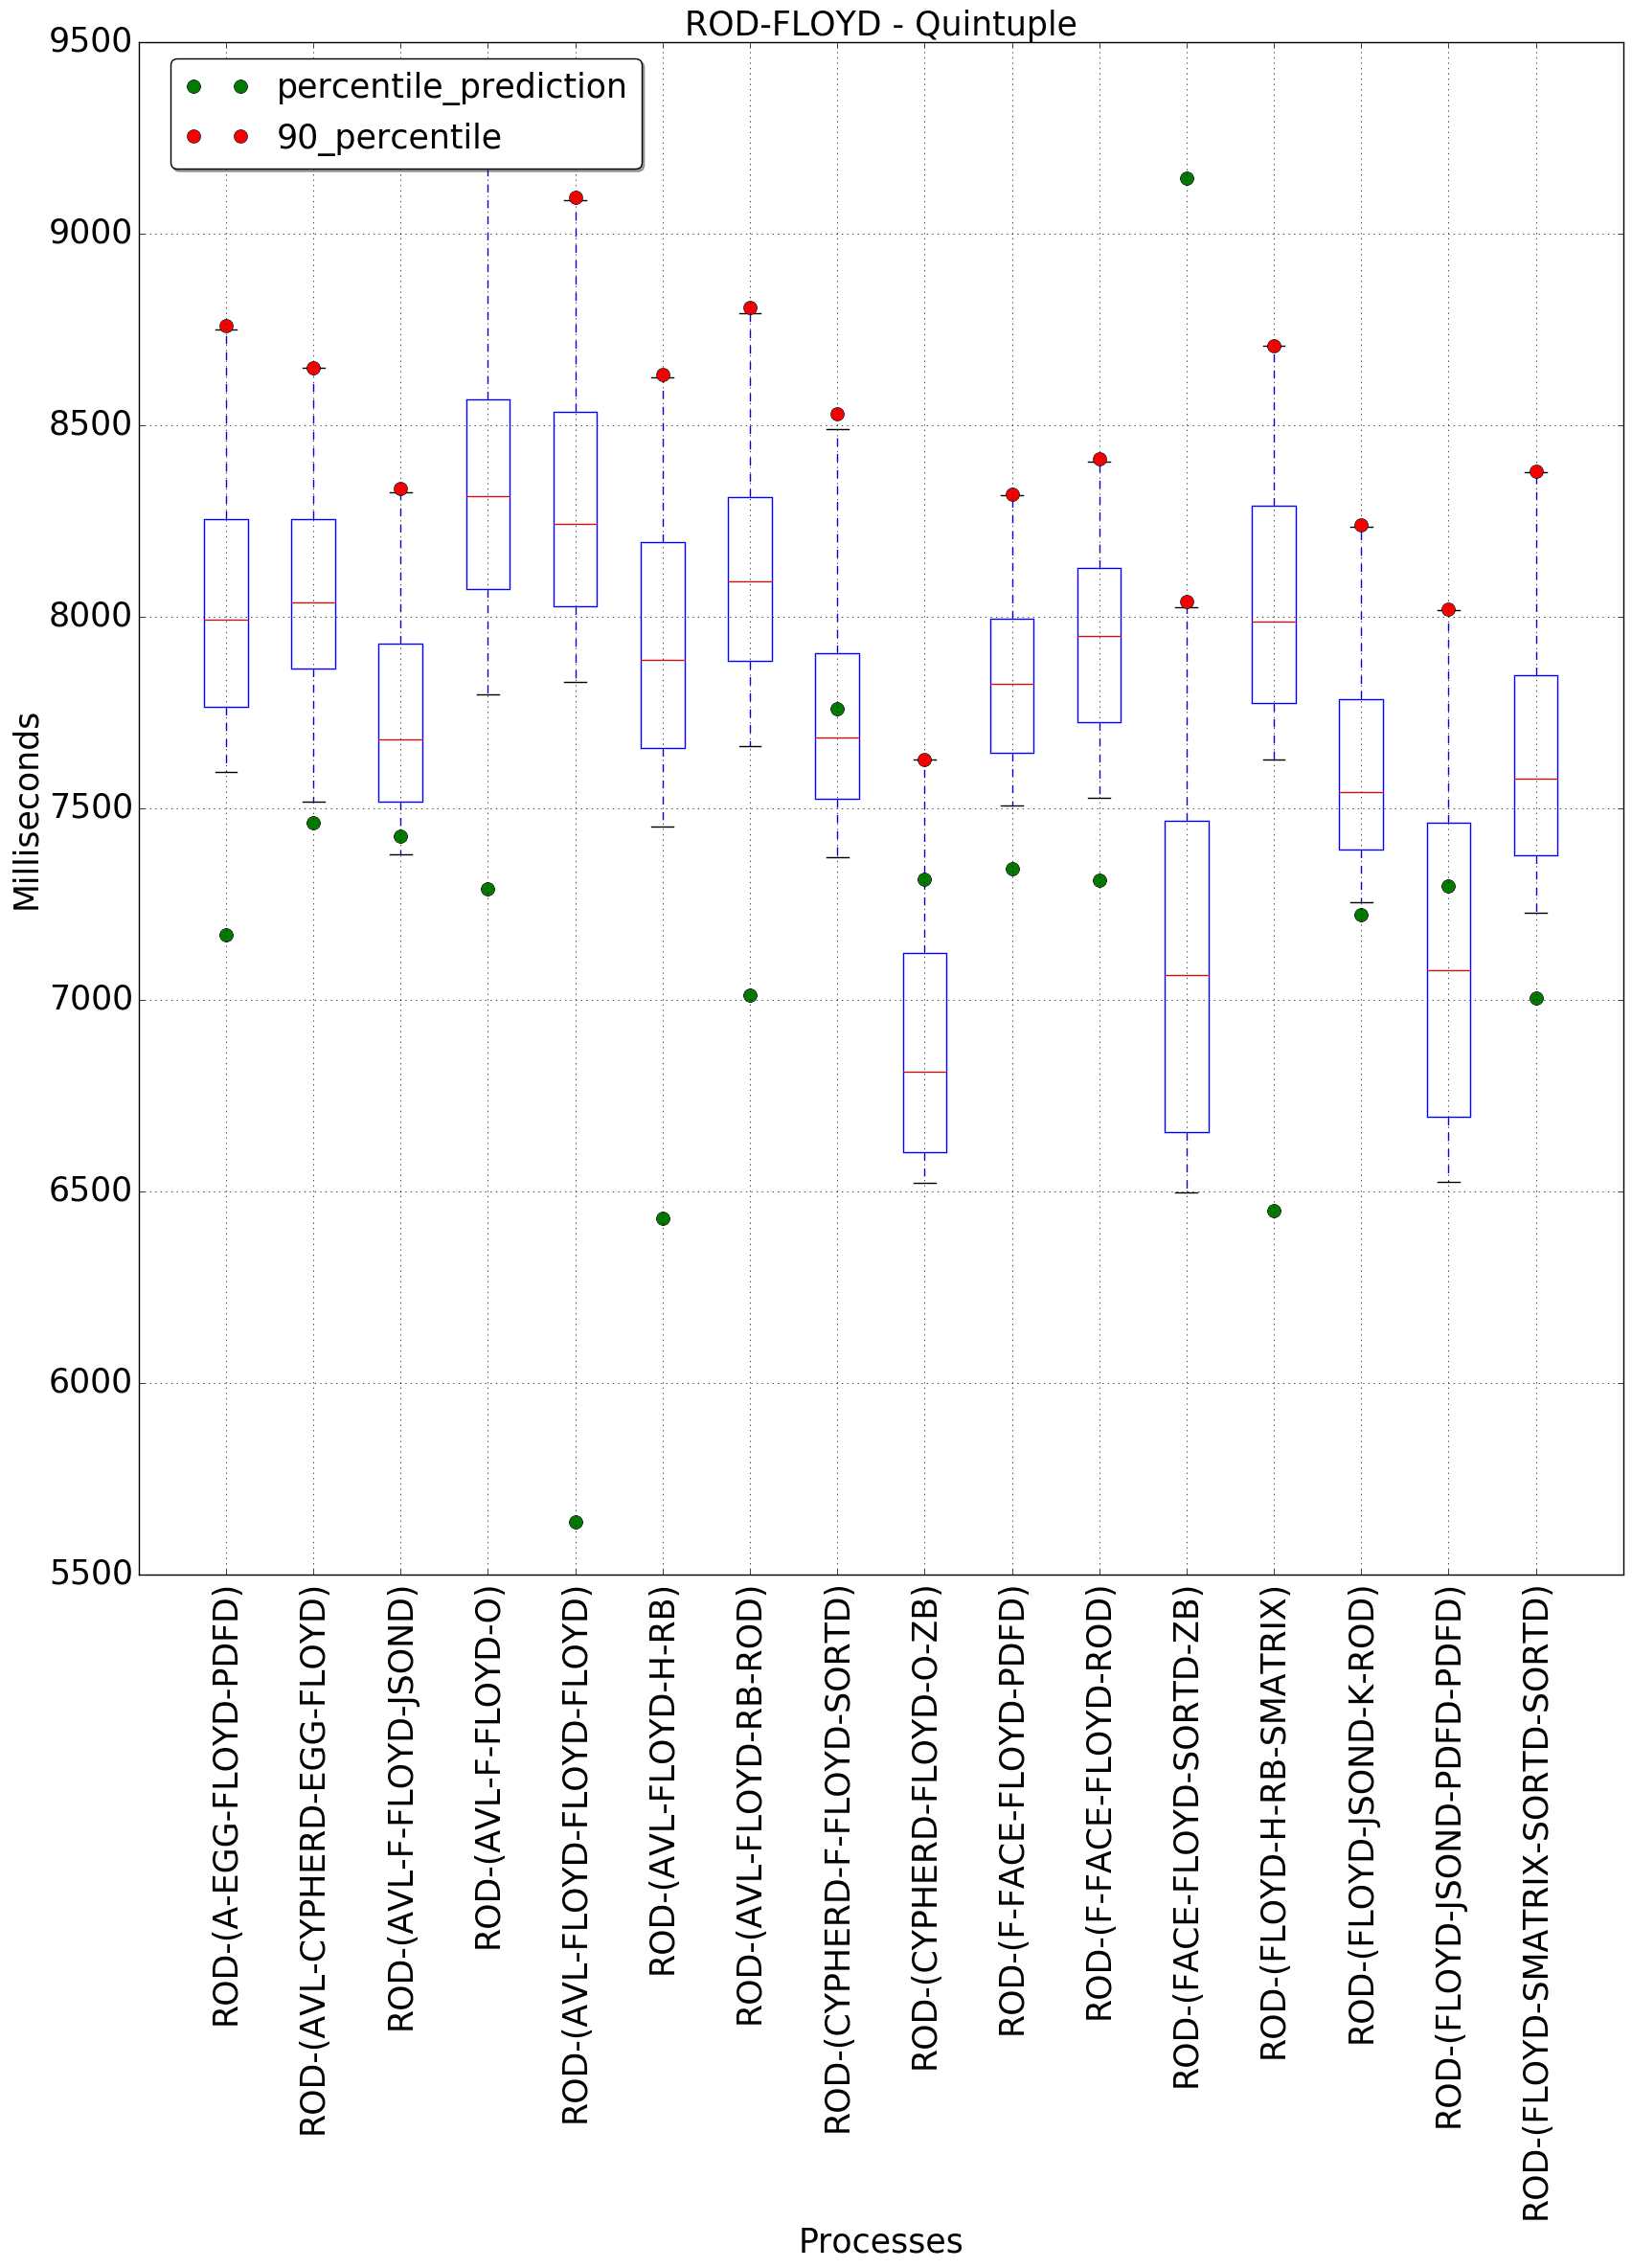 ROD-FLOYD - Quintuple
percentile_prediction
90_percentile
9500
9000
8500
8000
7500
7000
6500
6000
5500
Milliseconds
ROD-(A-EGG-FLOYD-PDFD)
ROD-(AVL-CYPHERD-EGG-FLOYD)
ROD-(AVL-F-FLOYD-JSOND)
ROD-(AVL-F-FLOYD-O)
ROD-(AVL-FLOYD-FLOYD-FLOYD)
ROD-(AVL-FLOYD-H-RB)
ROD-(AVL-FLOYD-RB-ROD)
ROD-(CYPHERD-F-FLOYD-SORTD)
ROD-(CYPHERD-FLOYD-O-ZB)
ROD-(F-FACE-FLOYD-PDFD)
ROD-(F-FACE-FLOYD-ROD)
ROD-(FACE-FLOYD-SORTD-ZB)
ROD-(FLOYD-H-RB-SMATRIX)
ROD-(FLOYD-JSOND-K-ROD)
ROD-(FLOYD-JSOND-PDFD-PDFD)
ROD-(FLOYD-SMATRIX-SORTD-SORTD)
Processes